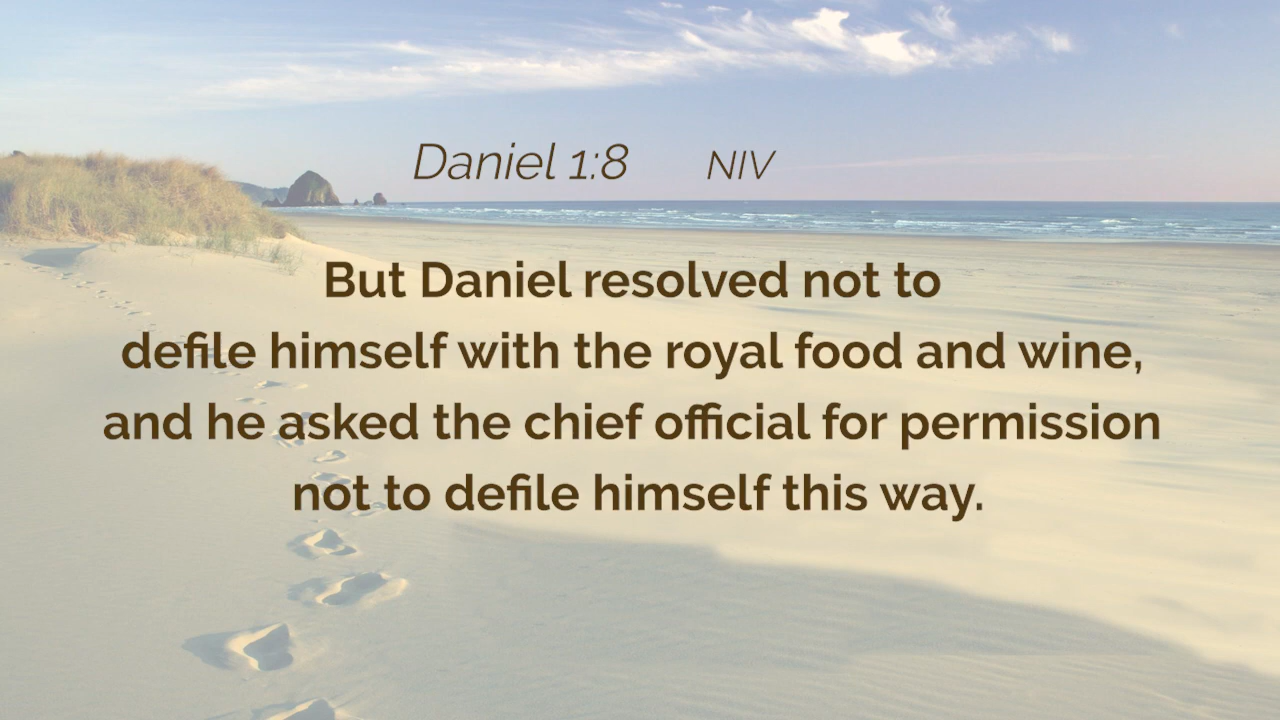 Daniel 1:8 NIV
But Daniel resolved not to
defile himself with the royal food and wine,
and he asked the chief official for permission
not to defile himself this way.